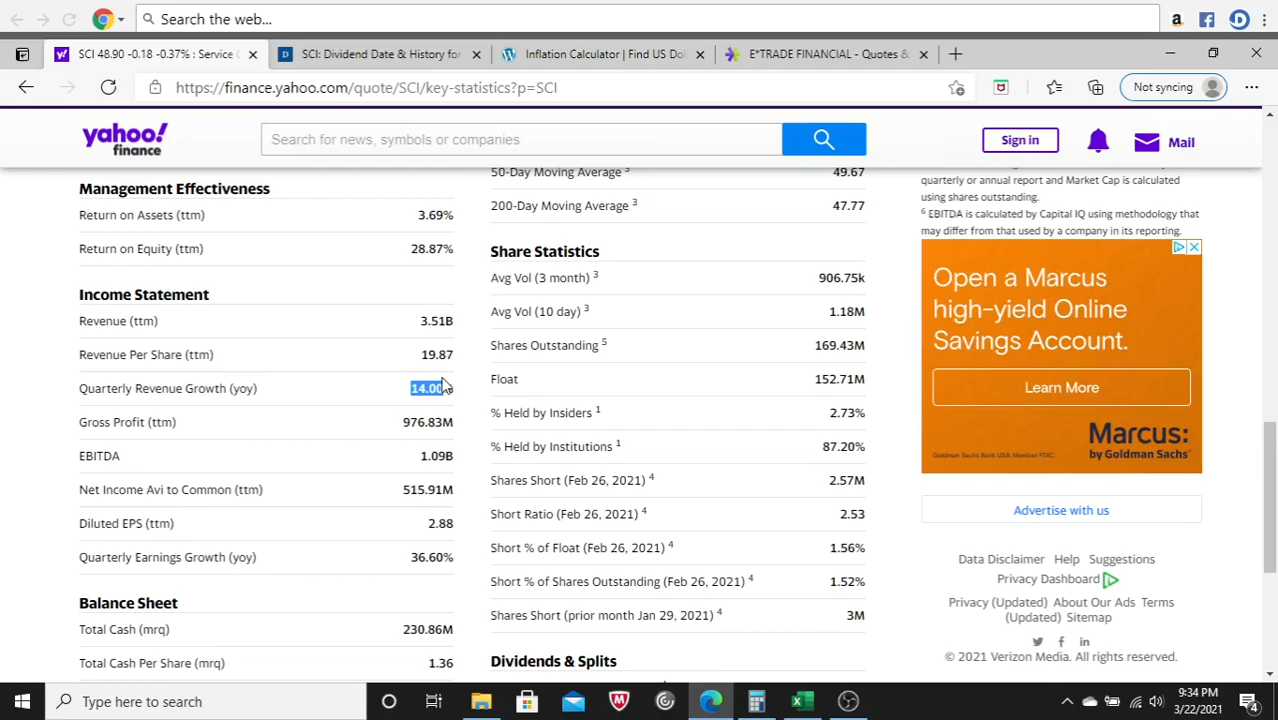 Search the web...
SCI 48.90 -0.18 -0.37% : Service
SCI: Dividend Date & History for
Inflation Calculator | Find US Do
E*TRADE FINANCIAL - Quotes &
https://finance.yahoo.com/quote/SCI/key-statistics?p=SCI
Not syncing
yahoo!
finance
Search for news, symbols or companies
Sign in
Mail
Management Effectiveness
Return on Assets (ttm) 3.69%
Return on Equity (ttm) 28.87%
Income Statement
Revenue (ttm) 3.51B
Revenue Per Share (ttm) 19.87
Quarterly Revenue Growth (yoy) 14.00
Gross Profit (ttm) 976.83M
EBITDA 1.09B
Net Income Avi to Common (ttm) 515.91M
Diluted EPS (ttm) 2.88
Quarterly Earnings Growth (yoy) 36.60%
Balance Sheet
Total Cash (mrq) 230.86M
Total Cash Per Share (mrq) 1.36
50-Day Moving Average 3 49.67
200-Day Moving Average 3 47.77
Share Statistics
Avg Vol (3 month) 3 906.75k
Avg Vol (10 day) 3 1.18M
Shares Outstanding 5 169.43M
Float 152.71M
% Held by Insiders 1 2.73%
% Held by Institutions 1 87.20%
Shares Short (Feb 26, 2021) 4 2.57M
Short Ratio (Feb 26, 2021) 4 2.53
Short % of Float (Feb 26, 2021) 4 1.56%
Short % of Shares Outstanding (Feb 26, 2021) 4 1.52%
Shares Short (prior month Jan 29, 2021) 4 3M
Dividends & Splits
quarterly or annual report and Market Cap is calculated
using shares outstanding.
6 EBITDA is calculated by Capital IQ using methodology that
may differ from that used by a company in its reporting.
Open a Marcus
high-yield Online
Savings Account.
Learn More
Marcus:
by Goldman Sachs
Goldman Sachs Bank USA. Member FDIC.
Advertise with us
Data Disclaimer Help Suggestions
Privacy Dashboard
Privacy (Updated) About Our Ads Terms
(Updated) Sitemap
© 2021 Verizon Media. All rights reserved.
Type here to search
9:34 PM
3/22/2021
4